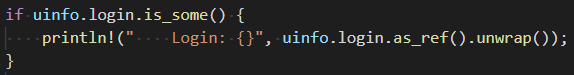 if uinfo.login.is_some() {
    println!("    Login: {}", uinfo.login.as_ref().unwrap());
}